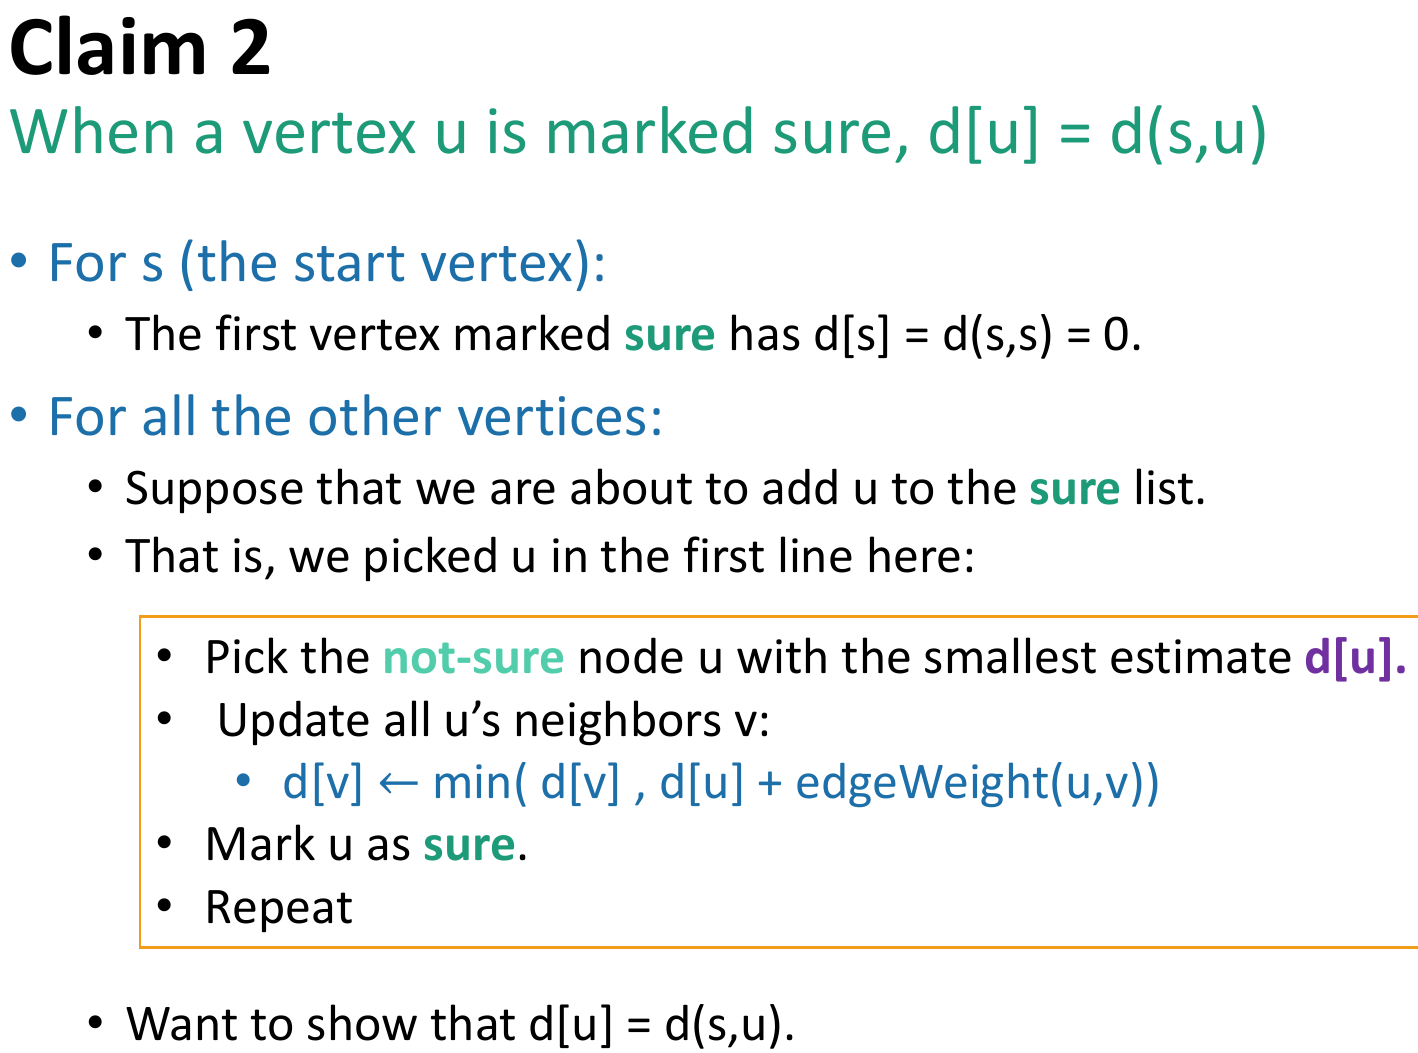 Claim 2
When a vertex u is marked sure, d[u] = d(s,u)
• For s (the start vertex):
• The first vertex marked sure has d[s] = d(s,s) = 0.
• For all the other vertices:
• Suppose that we are about to add u to the sure list.
• That is, we picked u in the first line here:
• Pick the not-sure node u with the smallest estimate d[u].
• Update all u’s neighbors v:
• d[v] ← min( d[v] , d[u] + edgeWeight(u,v))
• Mark u as sure.
• Repeat
• Want to show that d[u] = d(s,u).